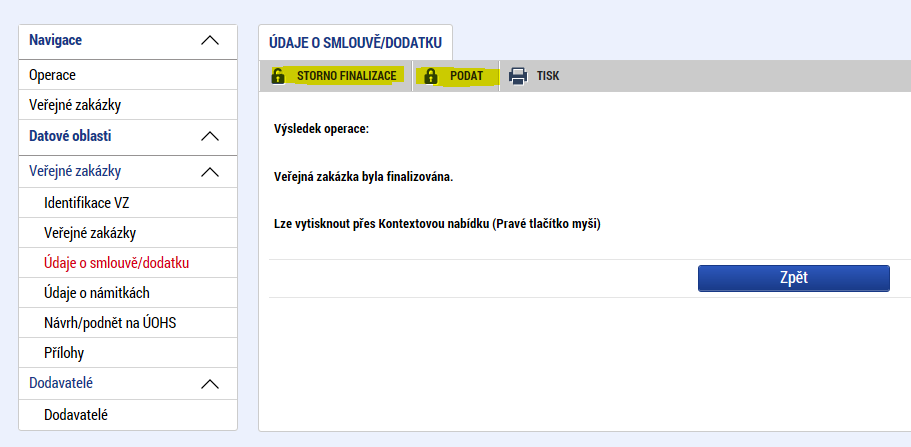 Navigace
Operace
Veřejné zakázky
Datové oblasti
Veřejné zakázky
Identifikace VZ
Veřejné zakázky
Údaje o smlouvě/dodatku
Údaje o námitkách
Návrh/podnět na ÚOHS
Přílohy
Dodavatelé
Dodavatelé
ÚDAJE O SMLOUVĚ/DODATKU
STORNO FINALIZACE PODAT TISK
Výsledek operace:
Veřejná zakázka byla finalizována.
Lze vytisknout přes Kontextovou nabídku (Pravé tlačítko myši)
Zpět